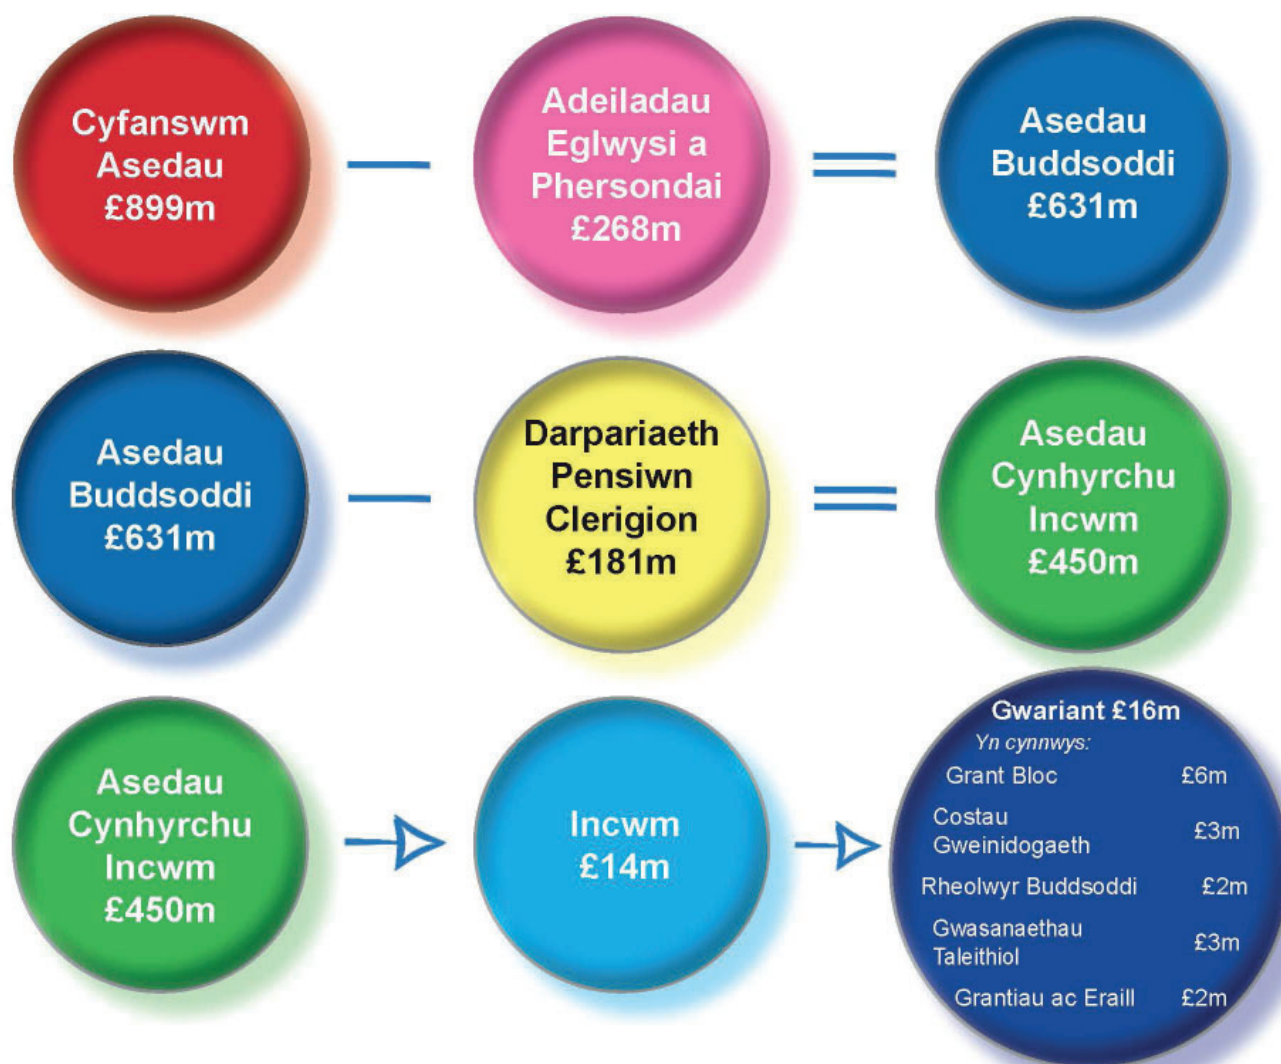 Cyfanswm
Asedau
£899m
Adeiladau
Eglwysi a
Phersondai
£268m
Asedau
Buddsoddi
£631m
Asedau
Buddsoddi
£631m
Darpariaeth
Pensiwn
Clerigion
£181m
Asedau
Cynhyrchu
Incwm
£450m
Asedau
Cynhyrchu
Incwm
£450m
Incwm
£14m
Gwariant £16m
Yn cynnwys:
Grant Bloc £6m
Costau
Gweinidogaeth £3m
Rheolwyr Buddsoddi £2m
Gwasanaethau
Taleithiol £3m
Grantiau ac Eraill £2m